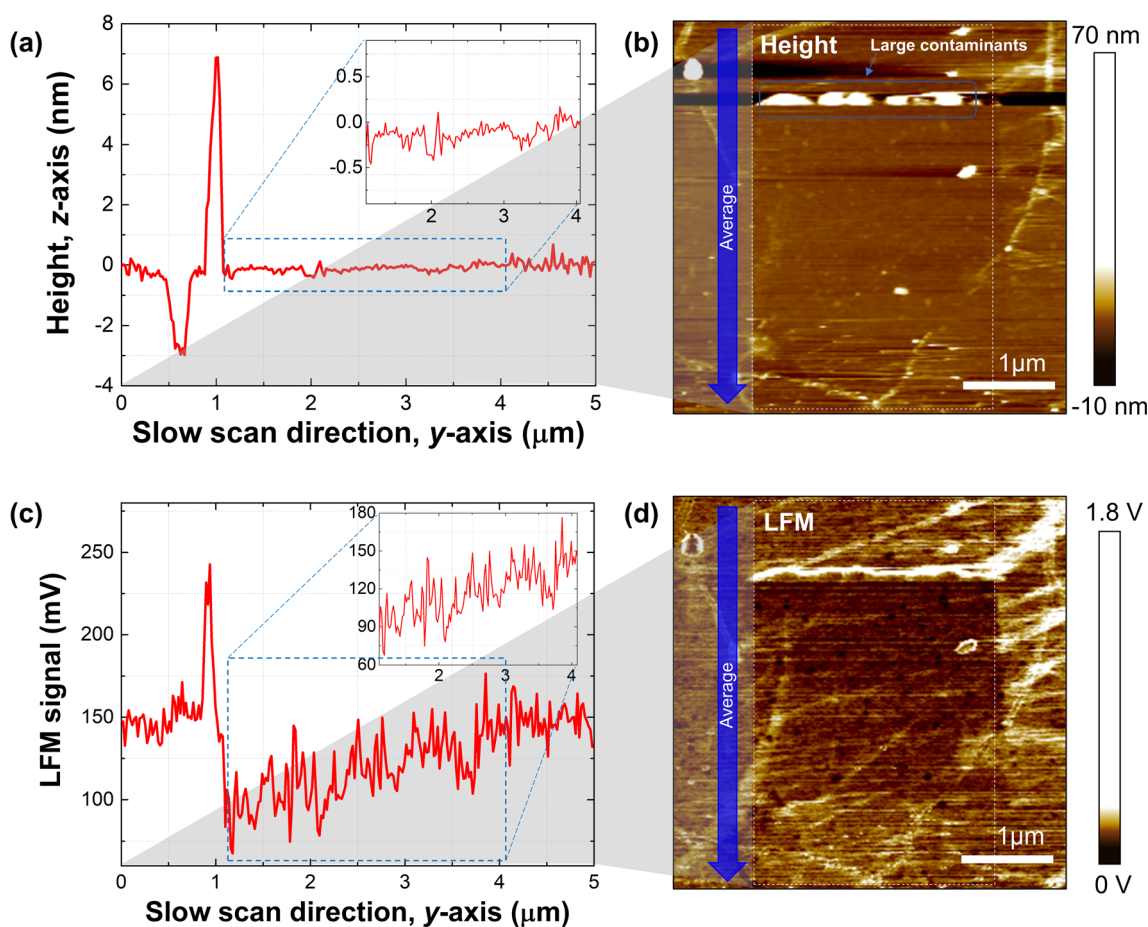 (a)
Height, z-axis (nm)
8
6
4
2
0
-2
-4
0 1 2 3 4 5
Slow scan direction, y-axis (μm)
0.5
0.0
-0.5
2 3 4
(b)
Height
Large contaminants
Average
1μm
70 nm
-10 nm
(c)
LFM signal (mV)
250
200
150
100
0 1 2 3 4 5
Slow scan direction, y-axis (μm)
180
150
120
90
60
2 3 4
(d)
LFM
Average
1μm
1.8 V
0 V